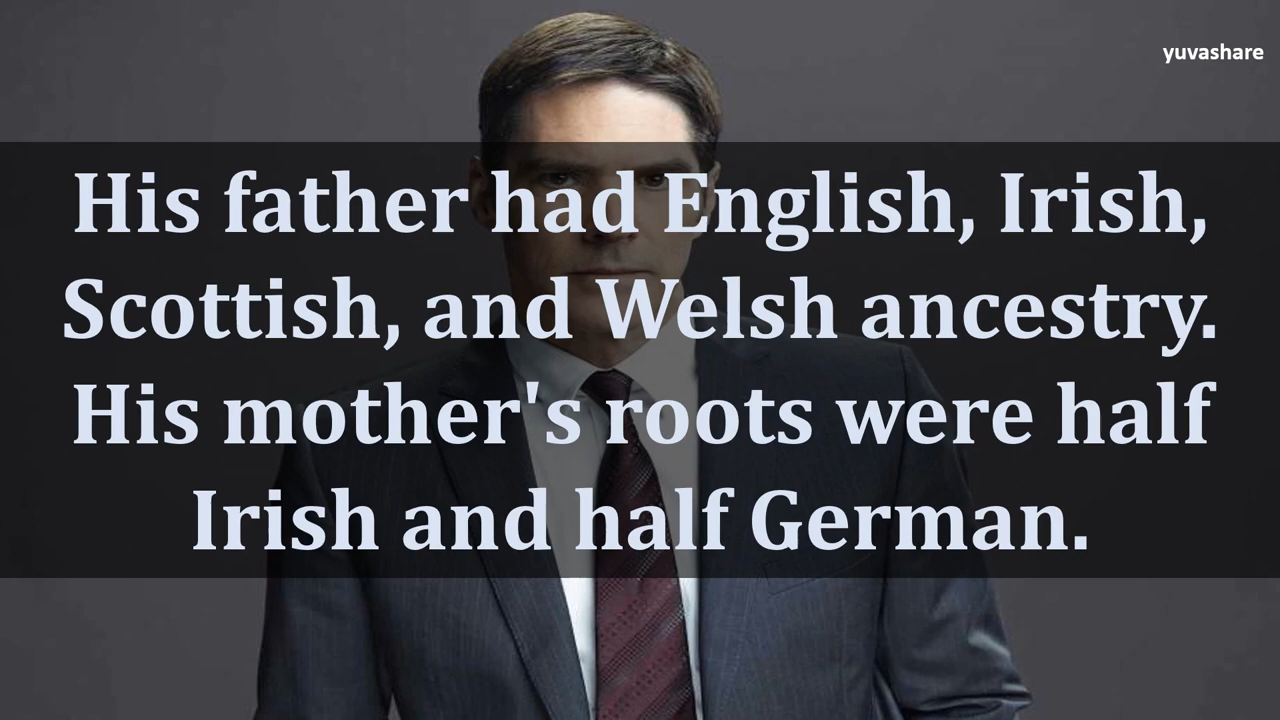 yuvashare
His father had English, Irish,
Scottish, and Welsh ancestry.
His mother's roots were half
Irish and half German.